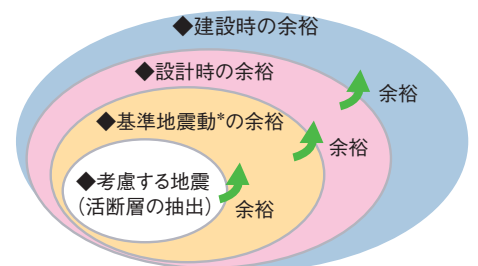 ◆建設時の余裕
◆設計時の余裕
余裕
◆基準地震動*の余裕
余裕
◆考慮する地震
(活断層の抽出)
余裕